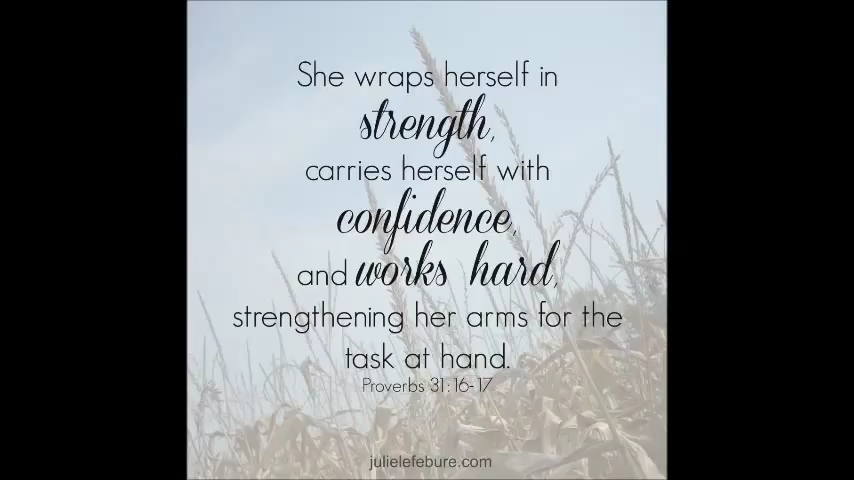 She wraps herself in
strength,
carries herself with
confidence,
and works hard,
strengthening her arms for the
task at hand.
Proverbs 31:16-17
julielefebure.com